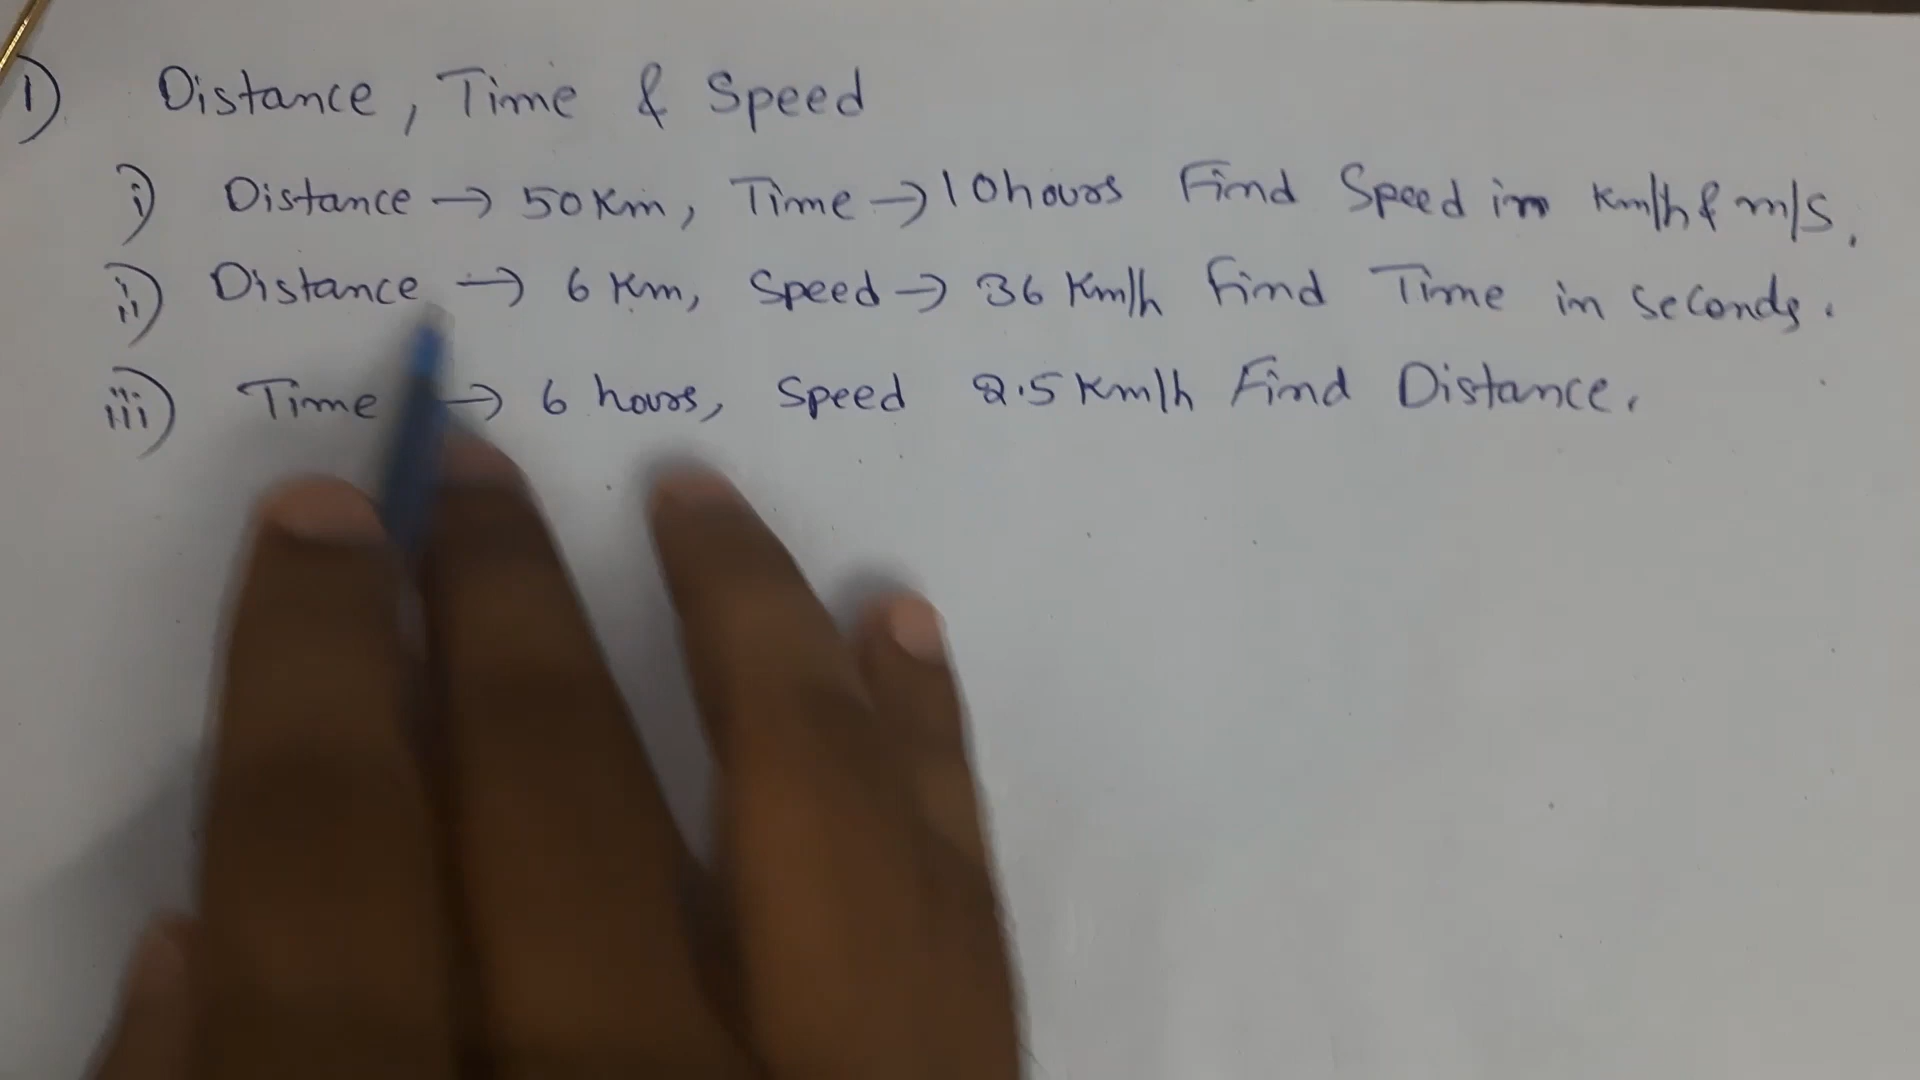 1) Distance, Time & Speed
i) Distance → 50 Km, Time → 10 hours Find Speed in Km/h & m/s.
ii) Distance → 6 Km, Speed → 36 Km/h Find Time in Seconds.
iii) Time → 6 hours, Speed 2.5 Km/h Find Distance.